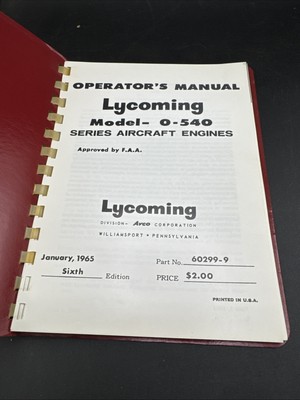 OPERATOR'S MANUAL
Lycoming
Model- O-540
SERIES AIRCRAFT ENGINES
Approved by F.A.A.
Lycoming
DIVISION - Avco CORPORATION
WILLIAMSPORT • PENNSYLVANIA
January, 1965 Part No. 60299-9
Sixth Edition PRICE $2.00
PRINTED IN U.S.A.